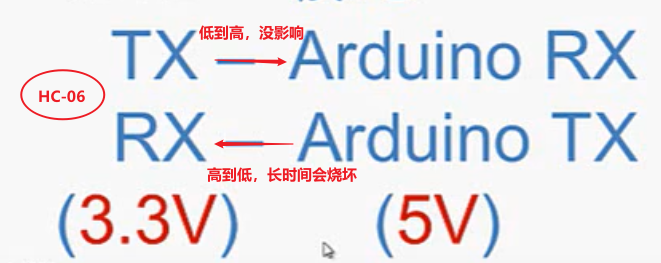 低到高，没影响
TX — Arduino RX
HC-06
RX — Arduino TX
高到低，长时间会烧坏
(3.3V) (5V)